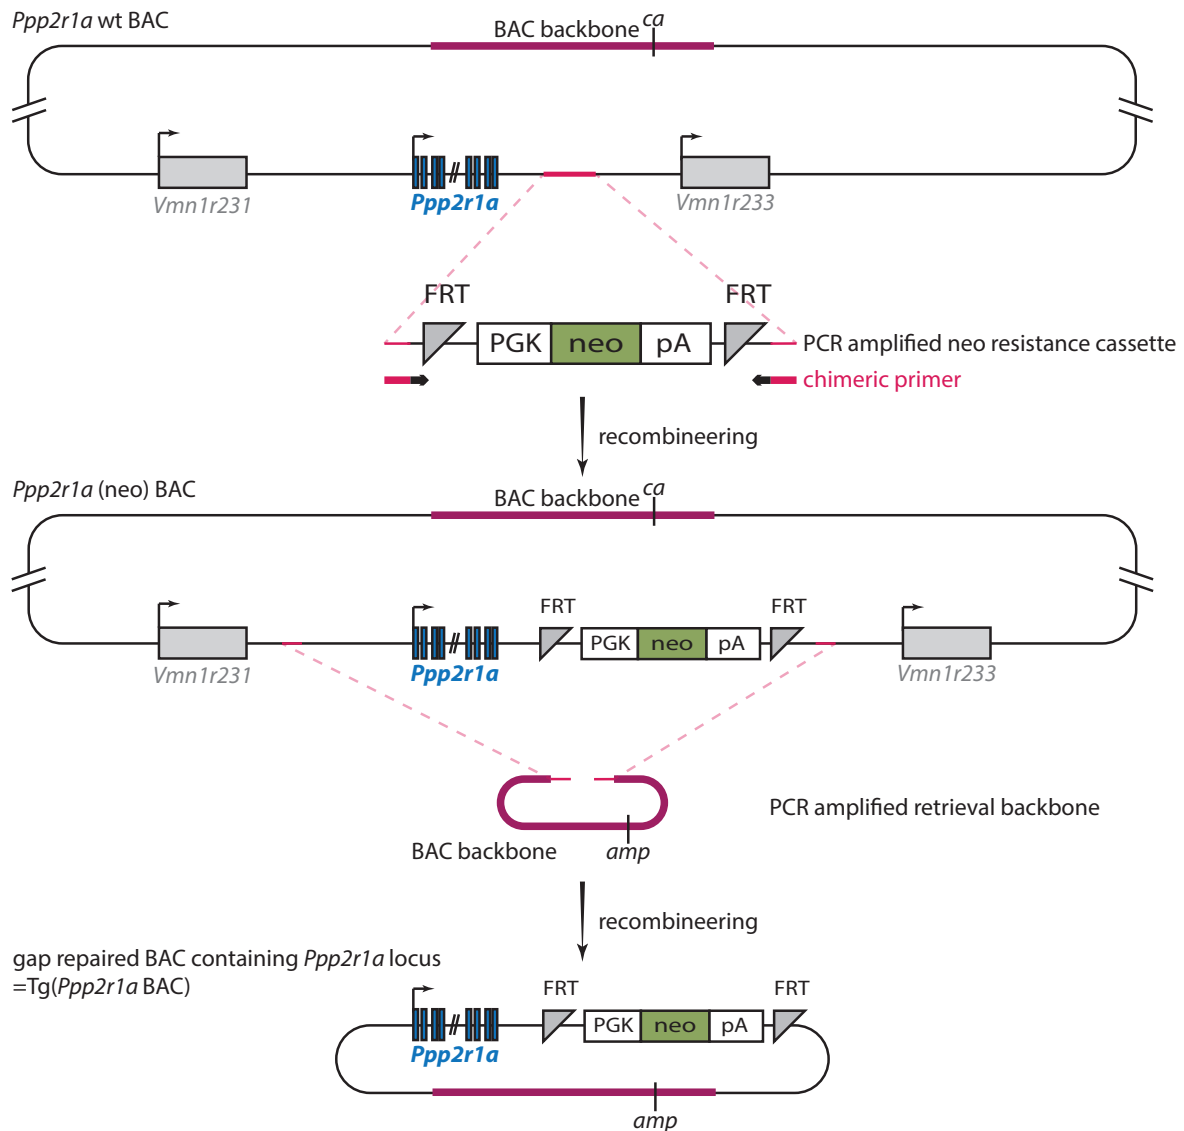 Ppp2r1a wt BAC
BAC backbone
ca
Vmn1r231
Ppp2r1a
Vmn1r233
FRT
FRT
PGK
neo
pA
PCR amplified neo resistance cassette
chimeric primer
recombineering
Ppp2r1a (neo) BAC
BAC backbone
ca
FRT
FRT
PGK
neo
pA
Vmn1r231
Ppp2r1a
Vmn1r233
PCR amplified retrieval backbone
BAC backbone
amp
recombineering
gap repaired BAC containing Ppp2r1a locus
=Tg(Ppp2r1a BAC)
FRT
FRT
PGK
neo
pA
Ppp2r1a
amp